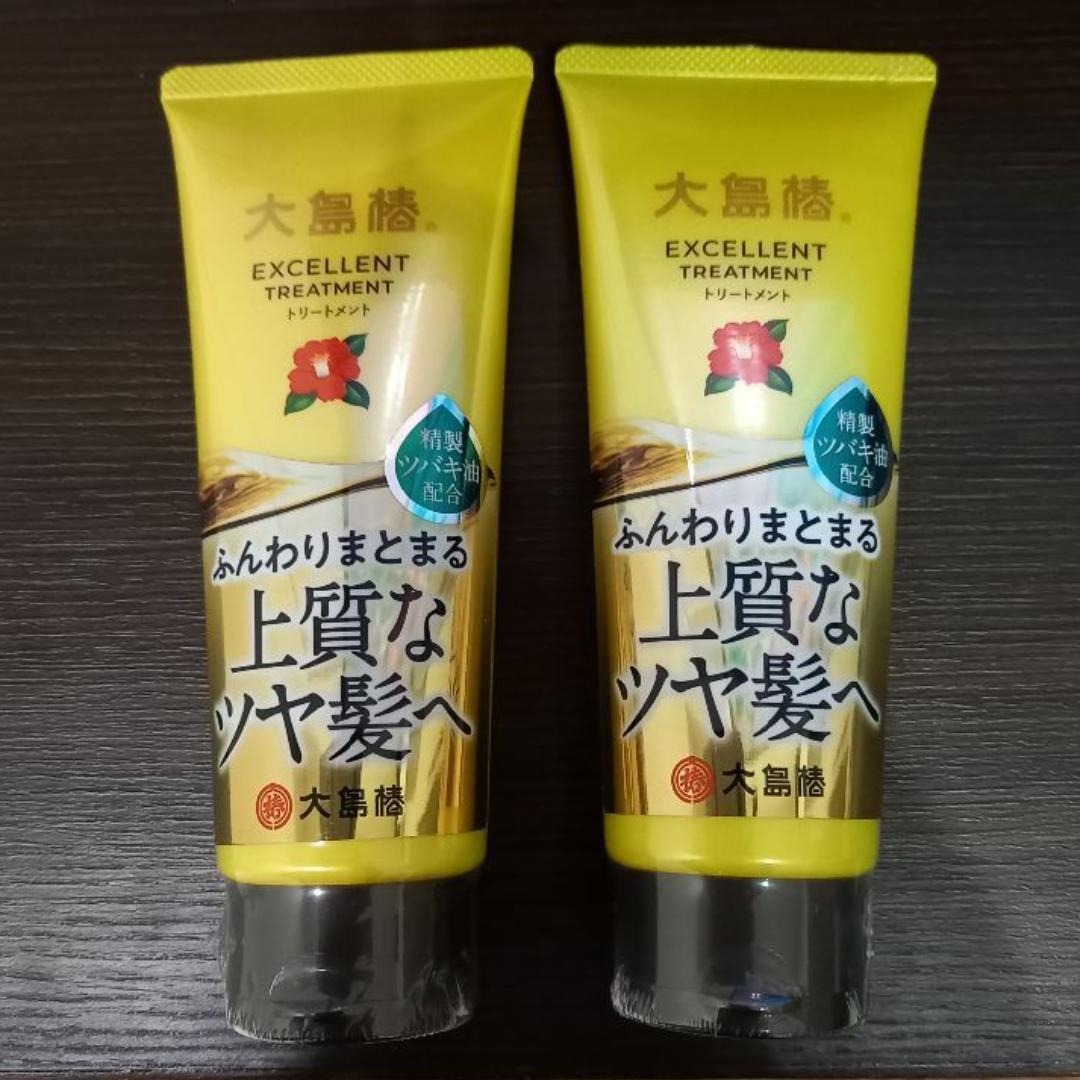 大島椿®
EXCELLENT
TREATMENT
トリートメント
精製
ツバキ油
配合
ふんわりまとまる
上質な
ツヤ髪へ
椿 大島椿
大島椿®
EXCELLENT
TREATMENT
トリートメント
精製
ツバキ油
配合
ふんわりまとまる
上質な
ツヤ髪へ
椿 大島椿